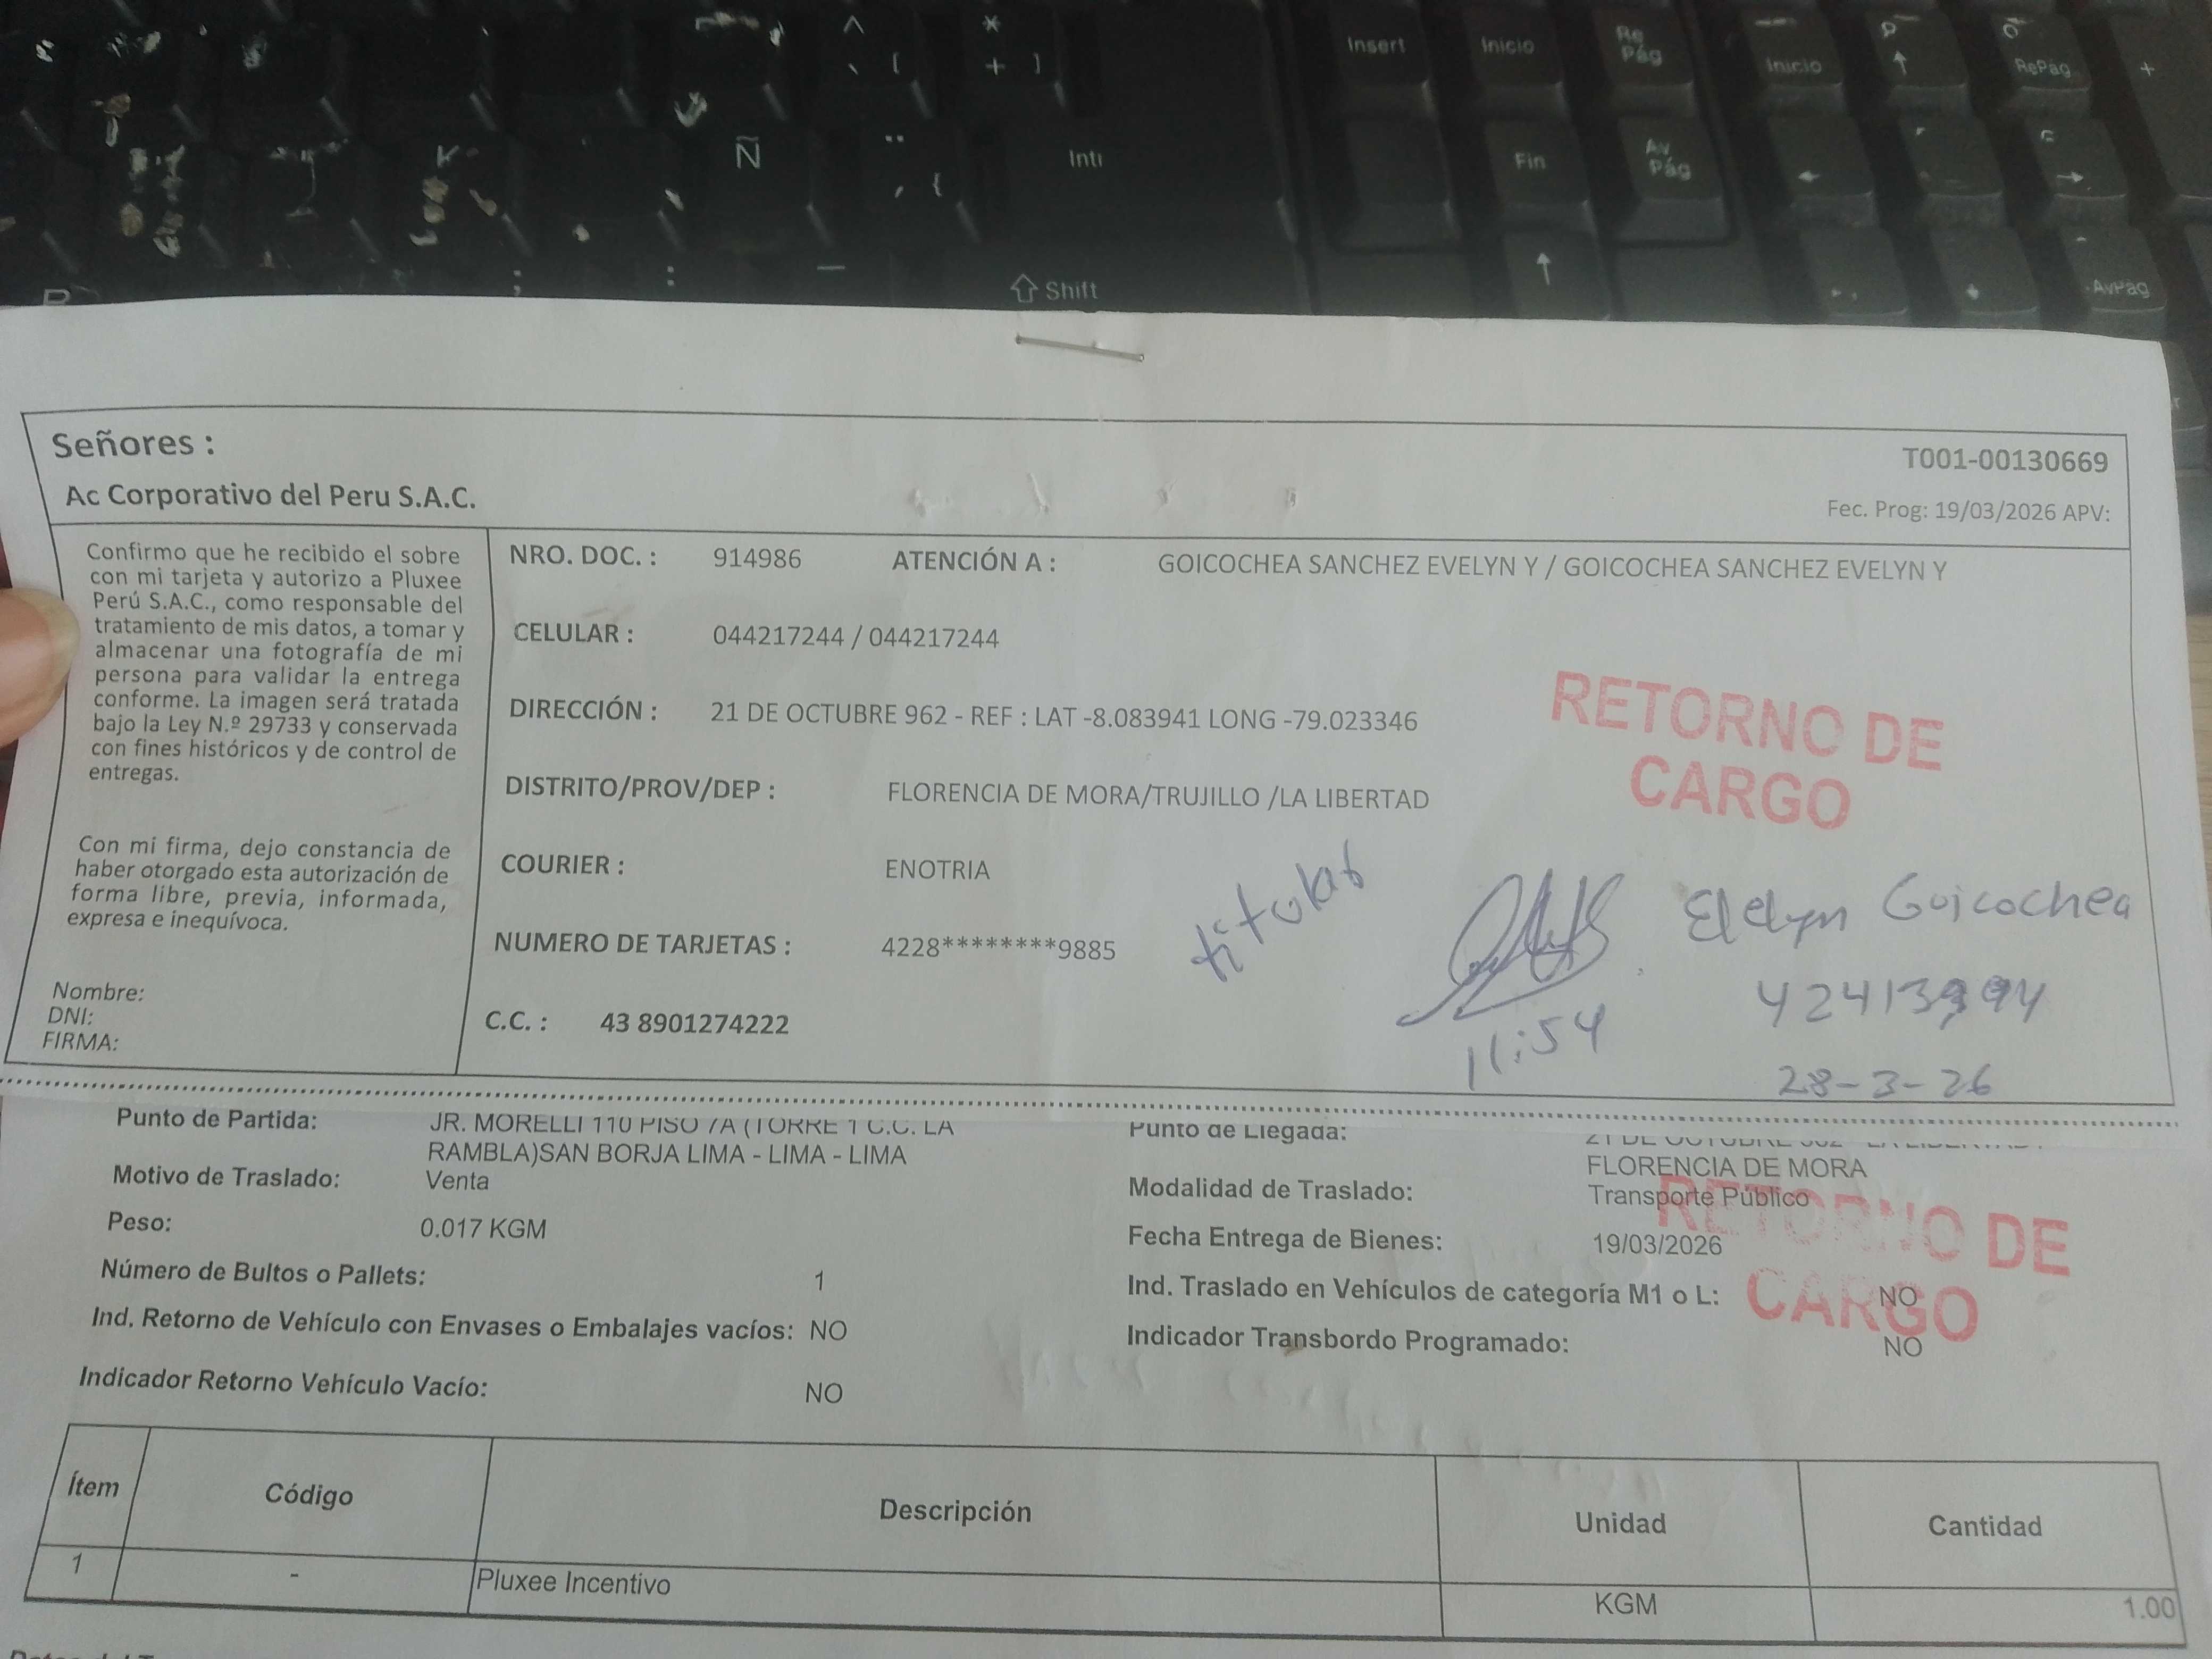 Insert
Inicio
Re Pág
Inicio
RePág
+
Ñ
Intr
Fin
Av Pág
K
Shift
AvPág
Señores :
T001-00130669
Ac Corporativo del Peru S.A.C.
Fec. Prog: 19/03/2026 APV:
Confirmo que he recibido el sobre
con mi tarjeta y autorizo a Pluxee
Perú S.A.C., como responsable del
tratamiento de mis datos, a tomar y
almacenar una fotografía de mi
persona para validar la entrega
conforme. La imagen será tratada
bajo la Ley N.º 29733 y conservada
con fines históricos y de control de
entregas.
Con mi firma, dejo constancia de
haber otorgado esta autorización de
forma libre, previa, informada,
expresa e inequívoca.
Nombre:
DNI:
FIRMA:
NRO. DOC. : 914986 ATENCIÓN A : GOICOCHEA SANCHEZ EVELYN Y / GOICOCHEA SANCHEZ EVELYN Y
CELULAR : 044217244 / 044217244
DIRECCIÓN : 21 DE OCTUBRE 962 - REF : LAT -8.083941 LONG -79.023346
DISTRITO/PROV/DEP : FLORENCIA DE MORA/TRUJILLO /LA LIBERTAD
COURIER : ENOTRIA
NUMERO DE TARJETAS : 4228********9885
C.C. : 43 8901274222
RETORNO DE
CARGO
titular
Evelyn Goicochea
11:54
28-3-26
Punto de Partida: JR. MORELLI 110 PISO 7A (TORRE 1 C.C. LA
RAMBLA)SAN BORJA LIMA - LIMA - LIMA
Motivo de Traslado: Venta
Peso: 0.017 KGM
Número de Bultos o Pallets: 1
Ind. Retorno de Vehículo con Envases o Embalajes vacíos: NO
Indicador Retorno Vehículo Vacío: NO
Punto de Llegada: 21 DE OCTUBRE
FLORENCIA DE MORA
Modalidad de Traslado: Transporte Público
Fecha Entrega de Bienes: 19/03/2026
Ind. Traslado en Vehículos de categoría M1 o L: NO
Indicador Transbordo Programado: NO
RETORNO DE
CARGO
Ítem Código Descripción Unidad Cantidad
1 - Pluxee Incentivo KGM 1.00